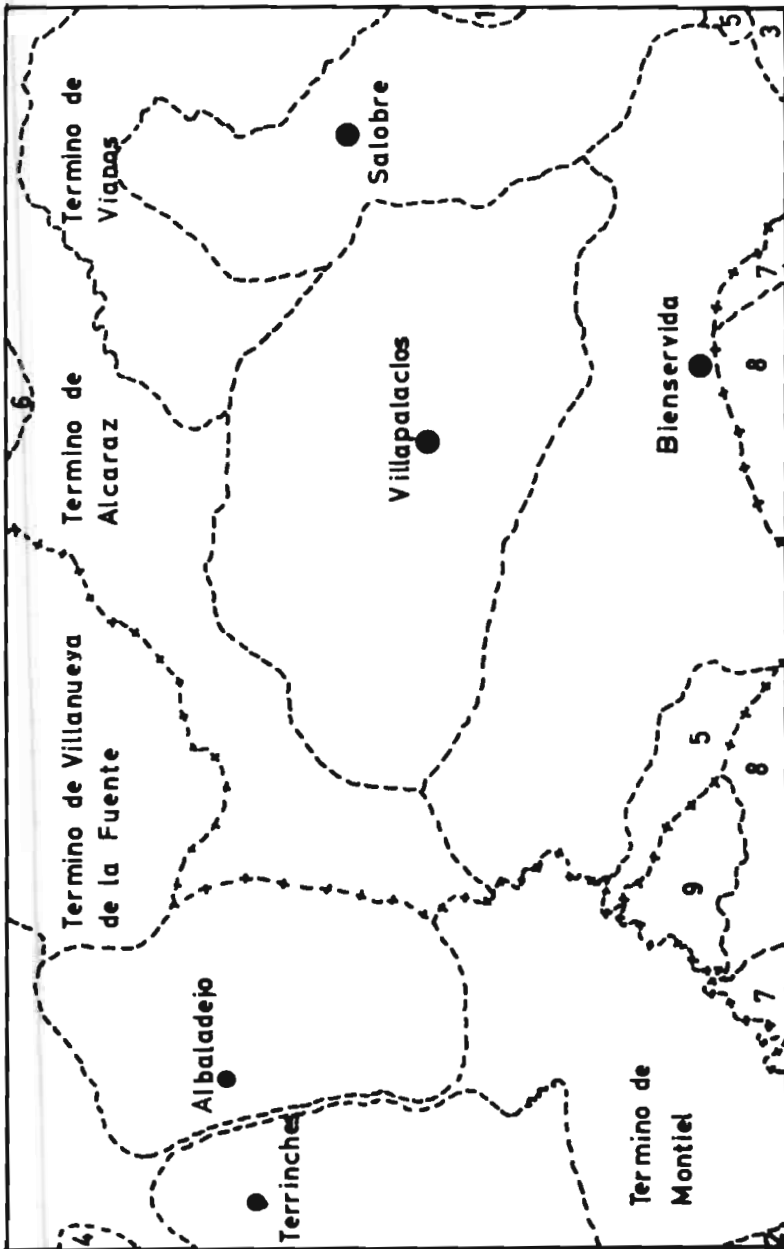 4
6
Termino de Villanueva
de la Fuente
Termino de
Alcaraz
Termino de
Vianos
Terrinches
Albaladejo
Salobre
Villapalacios
1
Termino de
Montiel
Bienservida
9
5
5
7
8
8
7
3
2